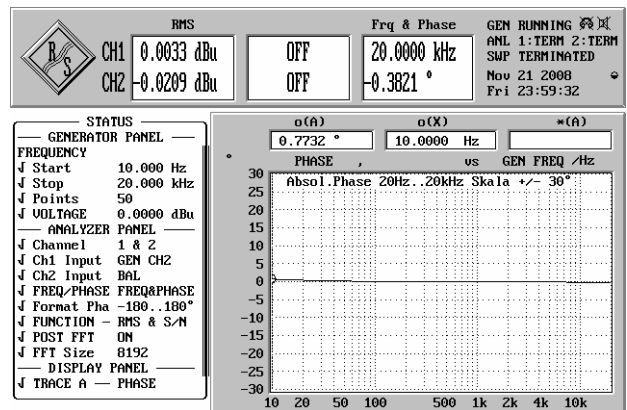 RMS
Frq & Phase
GEN RUNNING
R
S
CH1 0.0033 dBu
OFF
20.0000 kHz
ANL 1:TERM 2:TERM
SWP TERMINATED
CH2 -0.0209 dBu
OFF
-0.3821 °
Nov 21 2008
Fri 23:59:32
STATUS
GENERATOR PANEL
FREQUENCY
Start 10.000 Hz
Stop 20.000 kHz
Points 50
VOLTAGE 0.0000 dBu
ANALYZER PANEL
Channel 1 & 2
Ch1 Input GEN CH2
Ch2 Input BAL
FREQ/PHASE FREQ&PHASE
Format Pha -180..180°
FUNCTION - RMS & S/N
POST FFT ON
FFT Size 8192
DISPLAY PANEL
TRACE A — PHASE
o(A) o(X) *(A)
0.7732 ° 10.0000 Hz
° PHASE , vs GEN FREQ /Hz
Absol.Phase 20Hz..20kHz Skala +/- 30°
30
25
20
15
10
5
0
-5
-10
-15
-20
-25
-30
10 20 50 100 500 1k 2k 4k 10k